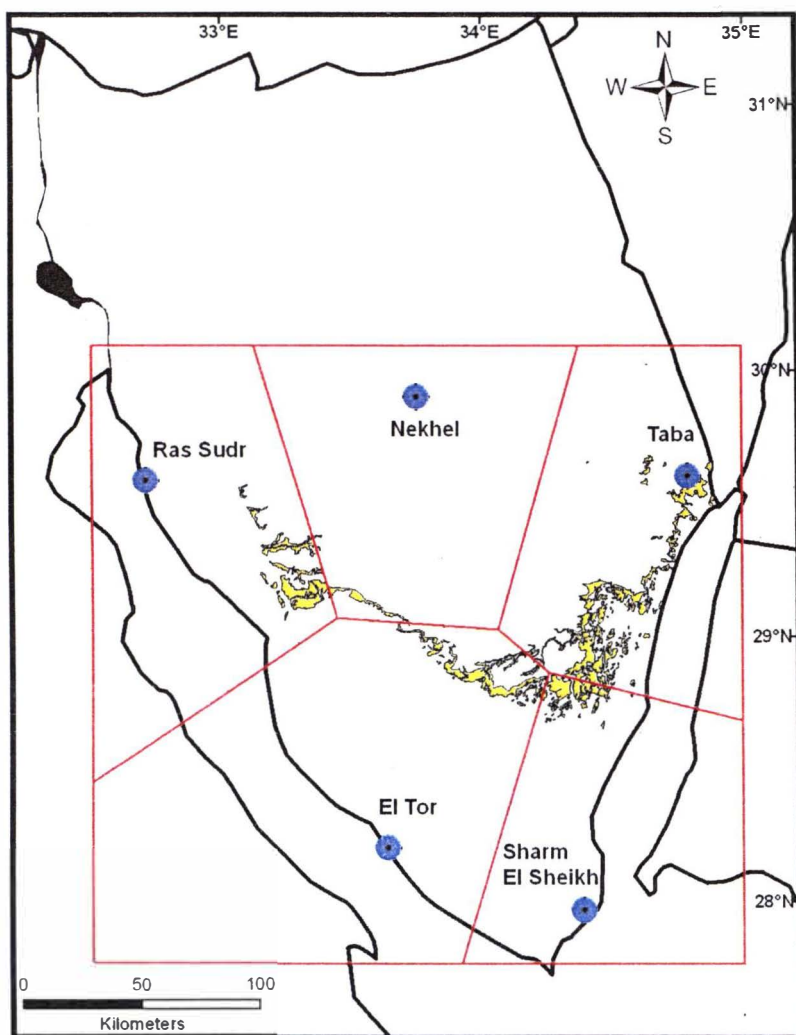 33°E 34°E 35°E
N
W E
S
31°N
30°N
Nekhel
Taba
Ras Sudr
29°N
El Tor
Sharm
El Sheikh
28°N
0 50 100
Kilometers